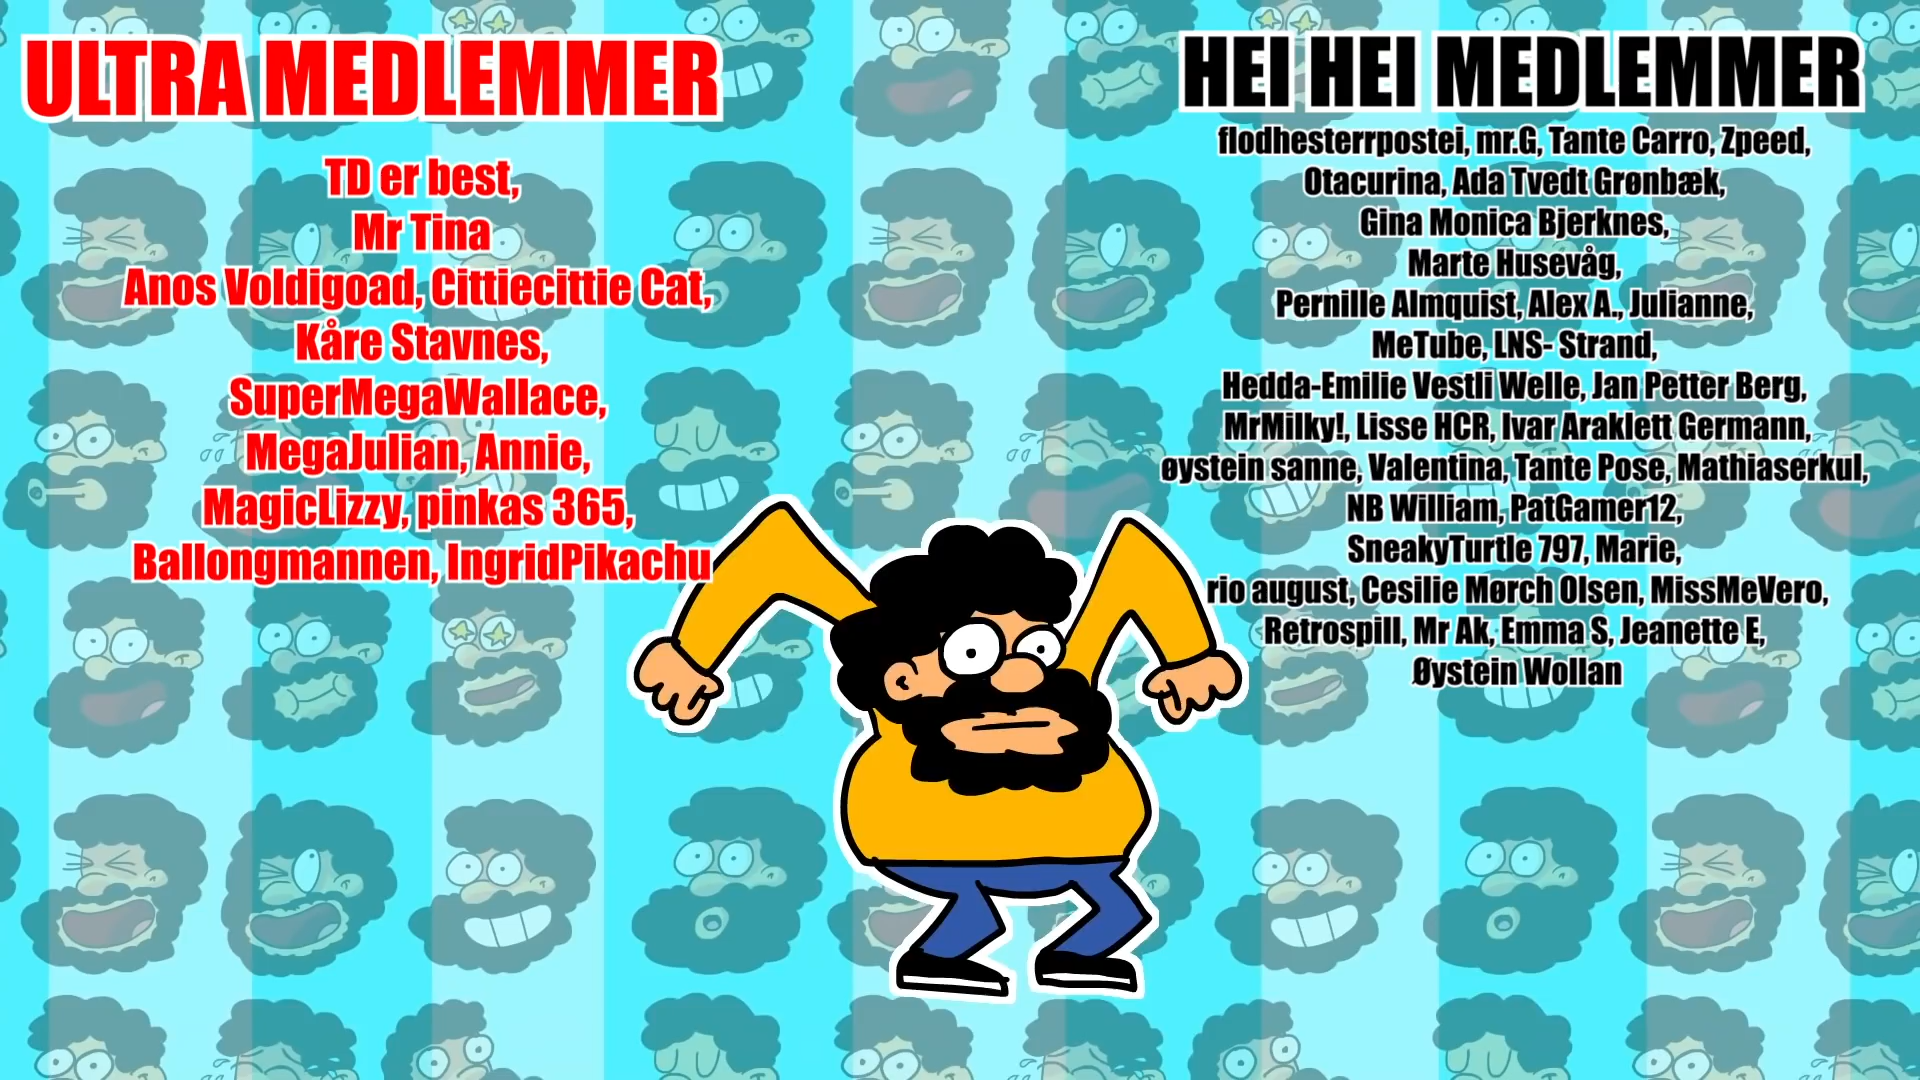 ULTRA MEDLEMMER
TD er best,
Mr Tina
Anos Voldigoad, Cittiecittie Cat,
Kåre Stavnes,
SuperMegaWallace,
MegaJulian, Annie,
MagicLizzy, pinkas 365,
Ballongmannen, IngridPikachu
HEI HEI MEDLEMMER
flodhesterrpostei, mr.G, Tante Carro, Zpeed,
Otacurina, Ada Tvedt Grønbæk,
Gina Monica Bjerknes,
Marte Husevåg,
Pernille Almquist, Alex A., Julianne,
MeTube, LNS- Strand,
Hedda-Emilie Vestli Welle, Jan Petter Berg,
MrMilky!, Lisse HCR, Ivar Araklett Germann,
øystein sanne, Valentina, Tante Pose, Mathiaserkul,
NB William, PatGamer12,
SneakyTurtle 797, Marie,
rio august, Cesilie Mørch Olsen, MissMeVero,
Retrospill, Mr Ak, Emma S, Jeanette E,
Øystein Wollan